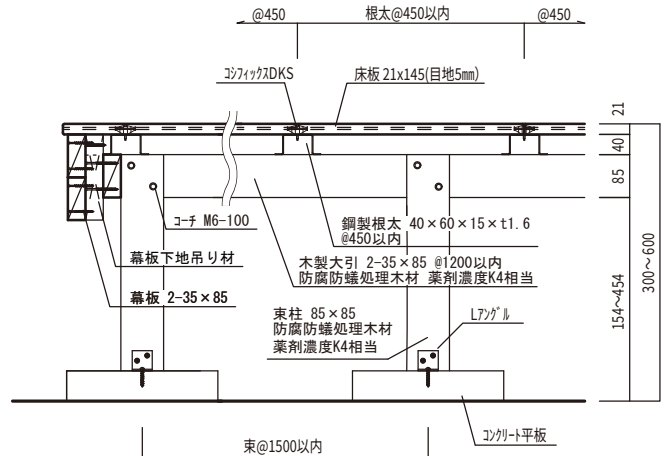 @450
根太@450以内
@450
コシフィックスDKS
床板 21x145(目地5mm)
21
40
85
154～454
300～600
コーチ M6-100
鋼製根太 40×60×15×t1.6
@450以内
幕板下地吊り材
木製大引 2-35×85 @1200以内
防腐防蟻処理木材 薬剤濃度K4相当
幕板 2-35×85
束柱 85×85
防腐防蟻処理木材
薬剤濃度K4相当
Lアングル
コンクリート平板
束@1500以内